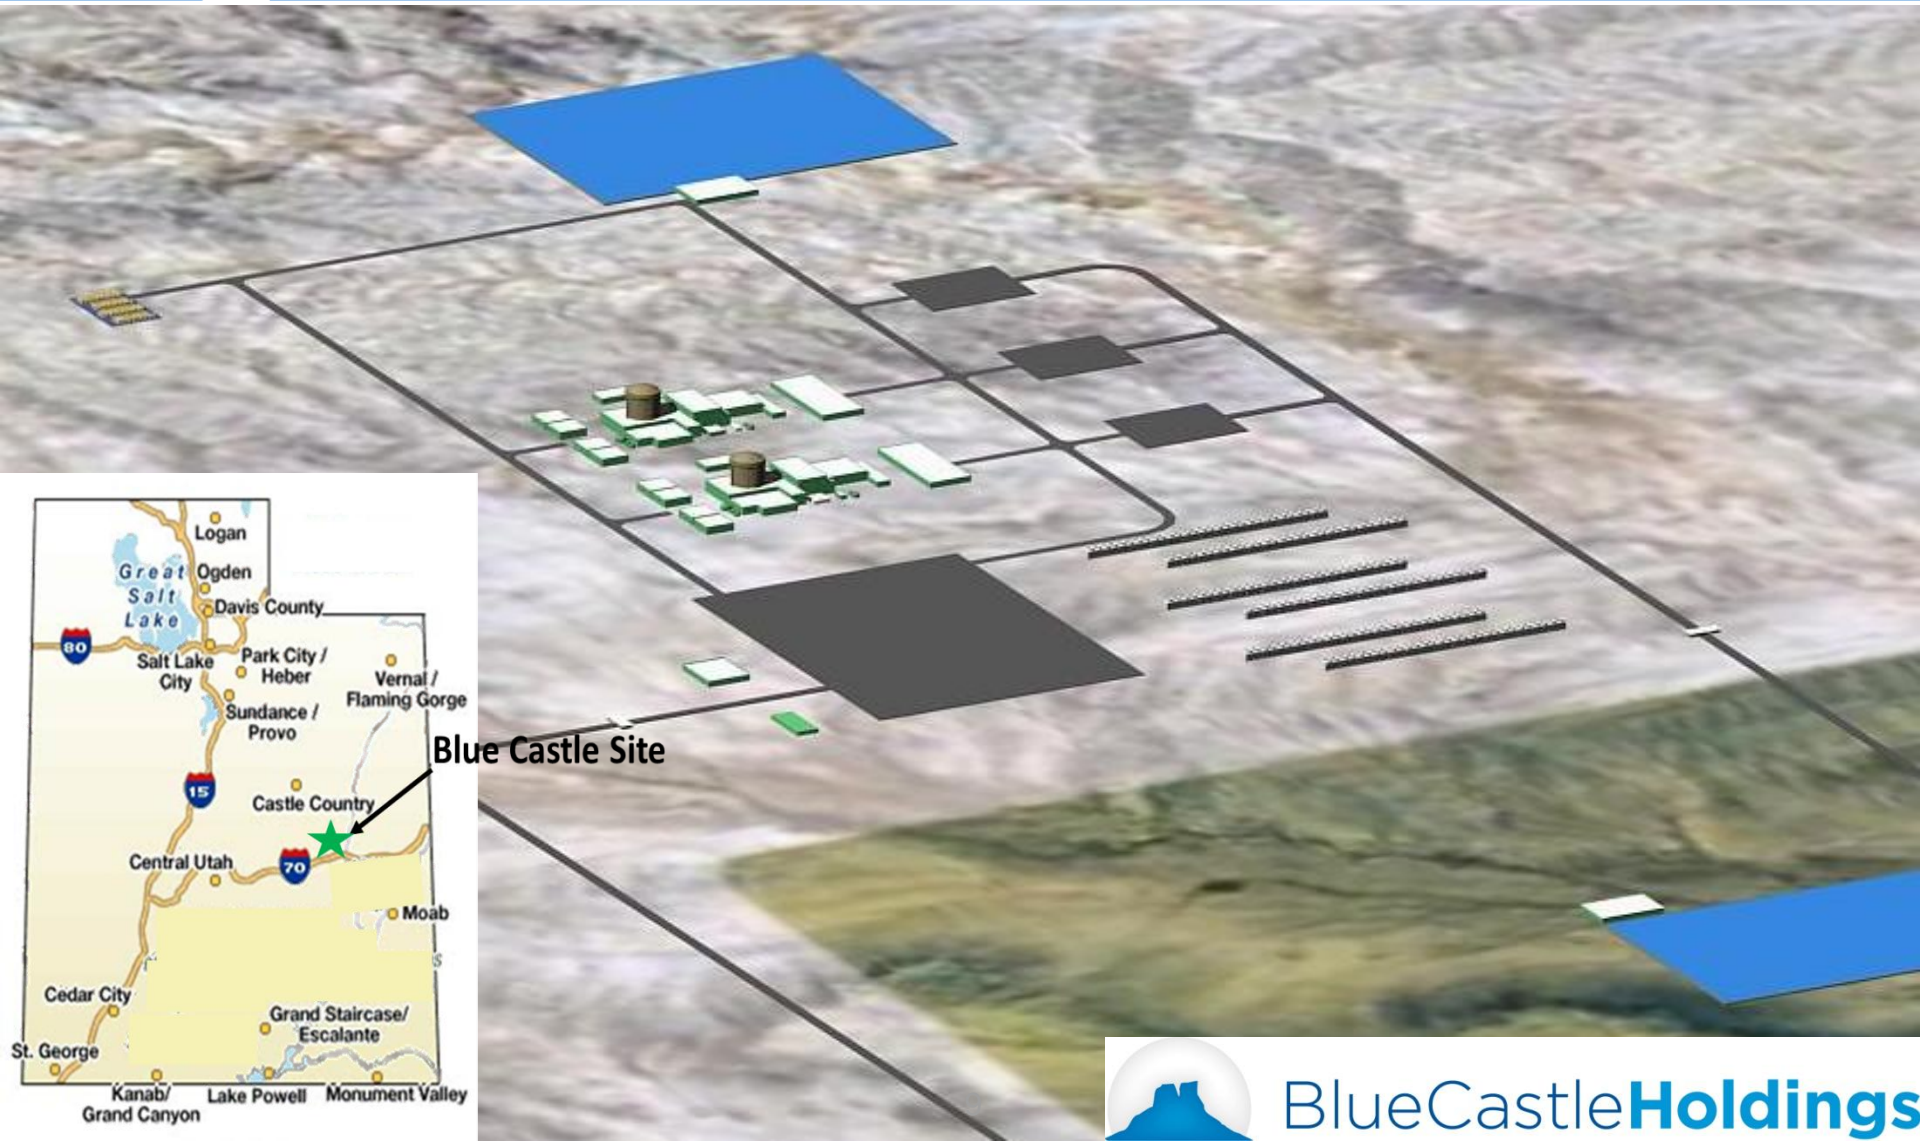 Logan
Great
Salt
Lake
Ogden
Davis County
80
Salt Lake
City
Park City /
Heber
Vernal /
Flaming Gorge
Sundance /
Provo
Blue Castle Site
15
Castle Country
Central Utah
70
Moab
Cedar City
Grand Staircase/
Escalante
St. George
Kanab/
Grand Canyon
Lake Powell
Monument Valley
BlueCastleHoldings